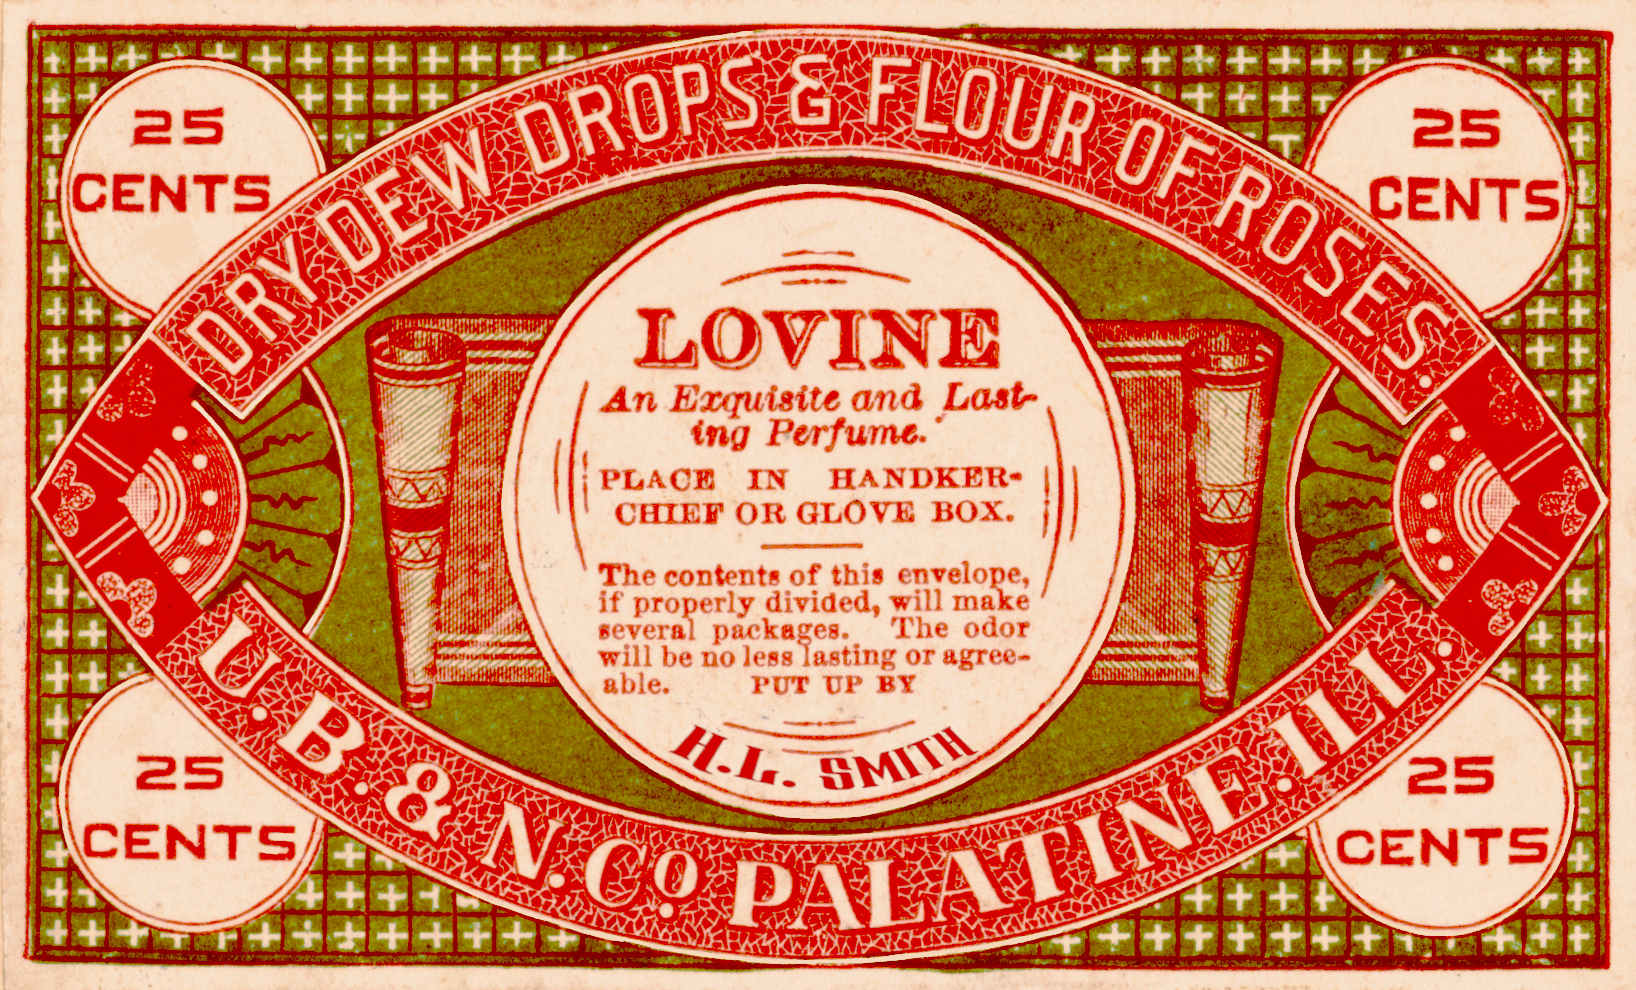 25
CENTS
25
CENTS
DRY DEW DROPS & FLOUR OF ROSES.
LOVINE
An Exquisite and Last-
ing Perfume.
PLACE IN HANDKER-
CHIEF OR GLOVE BOX.
The contents of this envelope,
if properly divided, will make
several packages. The odor
will be no less lasting or agree-
able. PUT UP BY
H.L. SMITH
U.B. & N. Co. PALATINE. ILL.
25
CENTS
25
CENTS